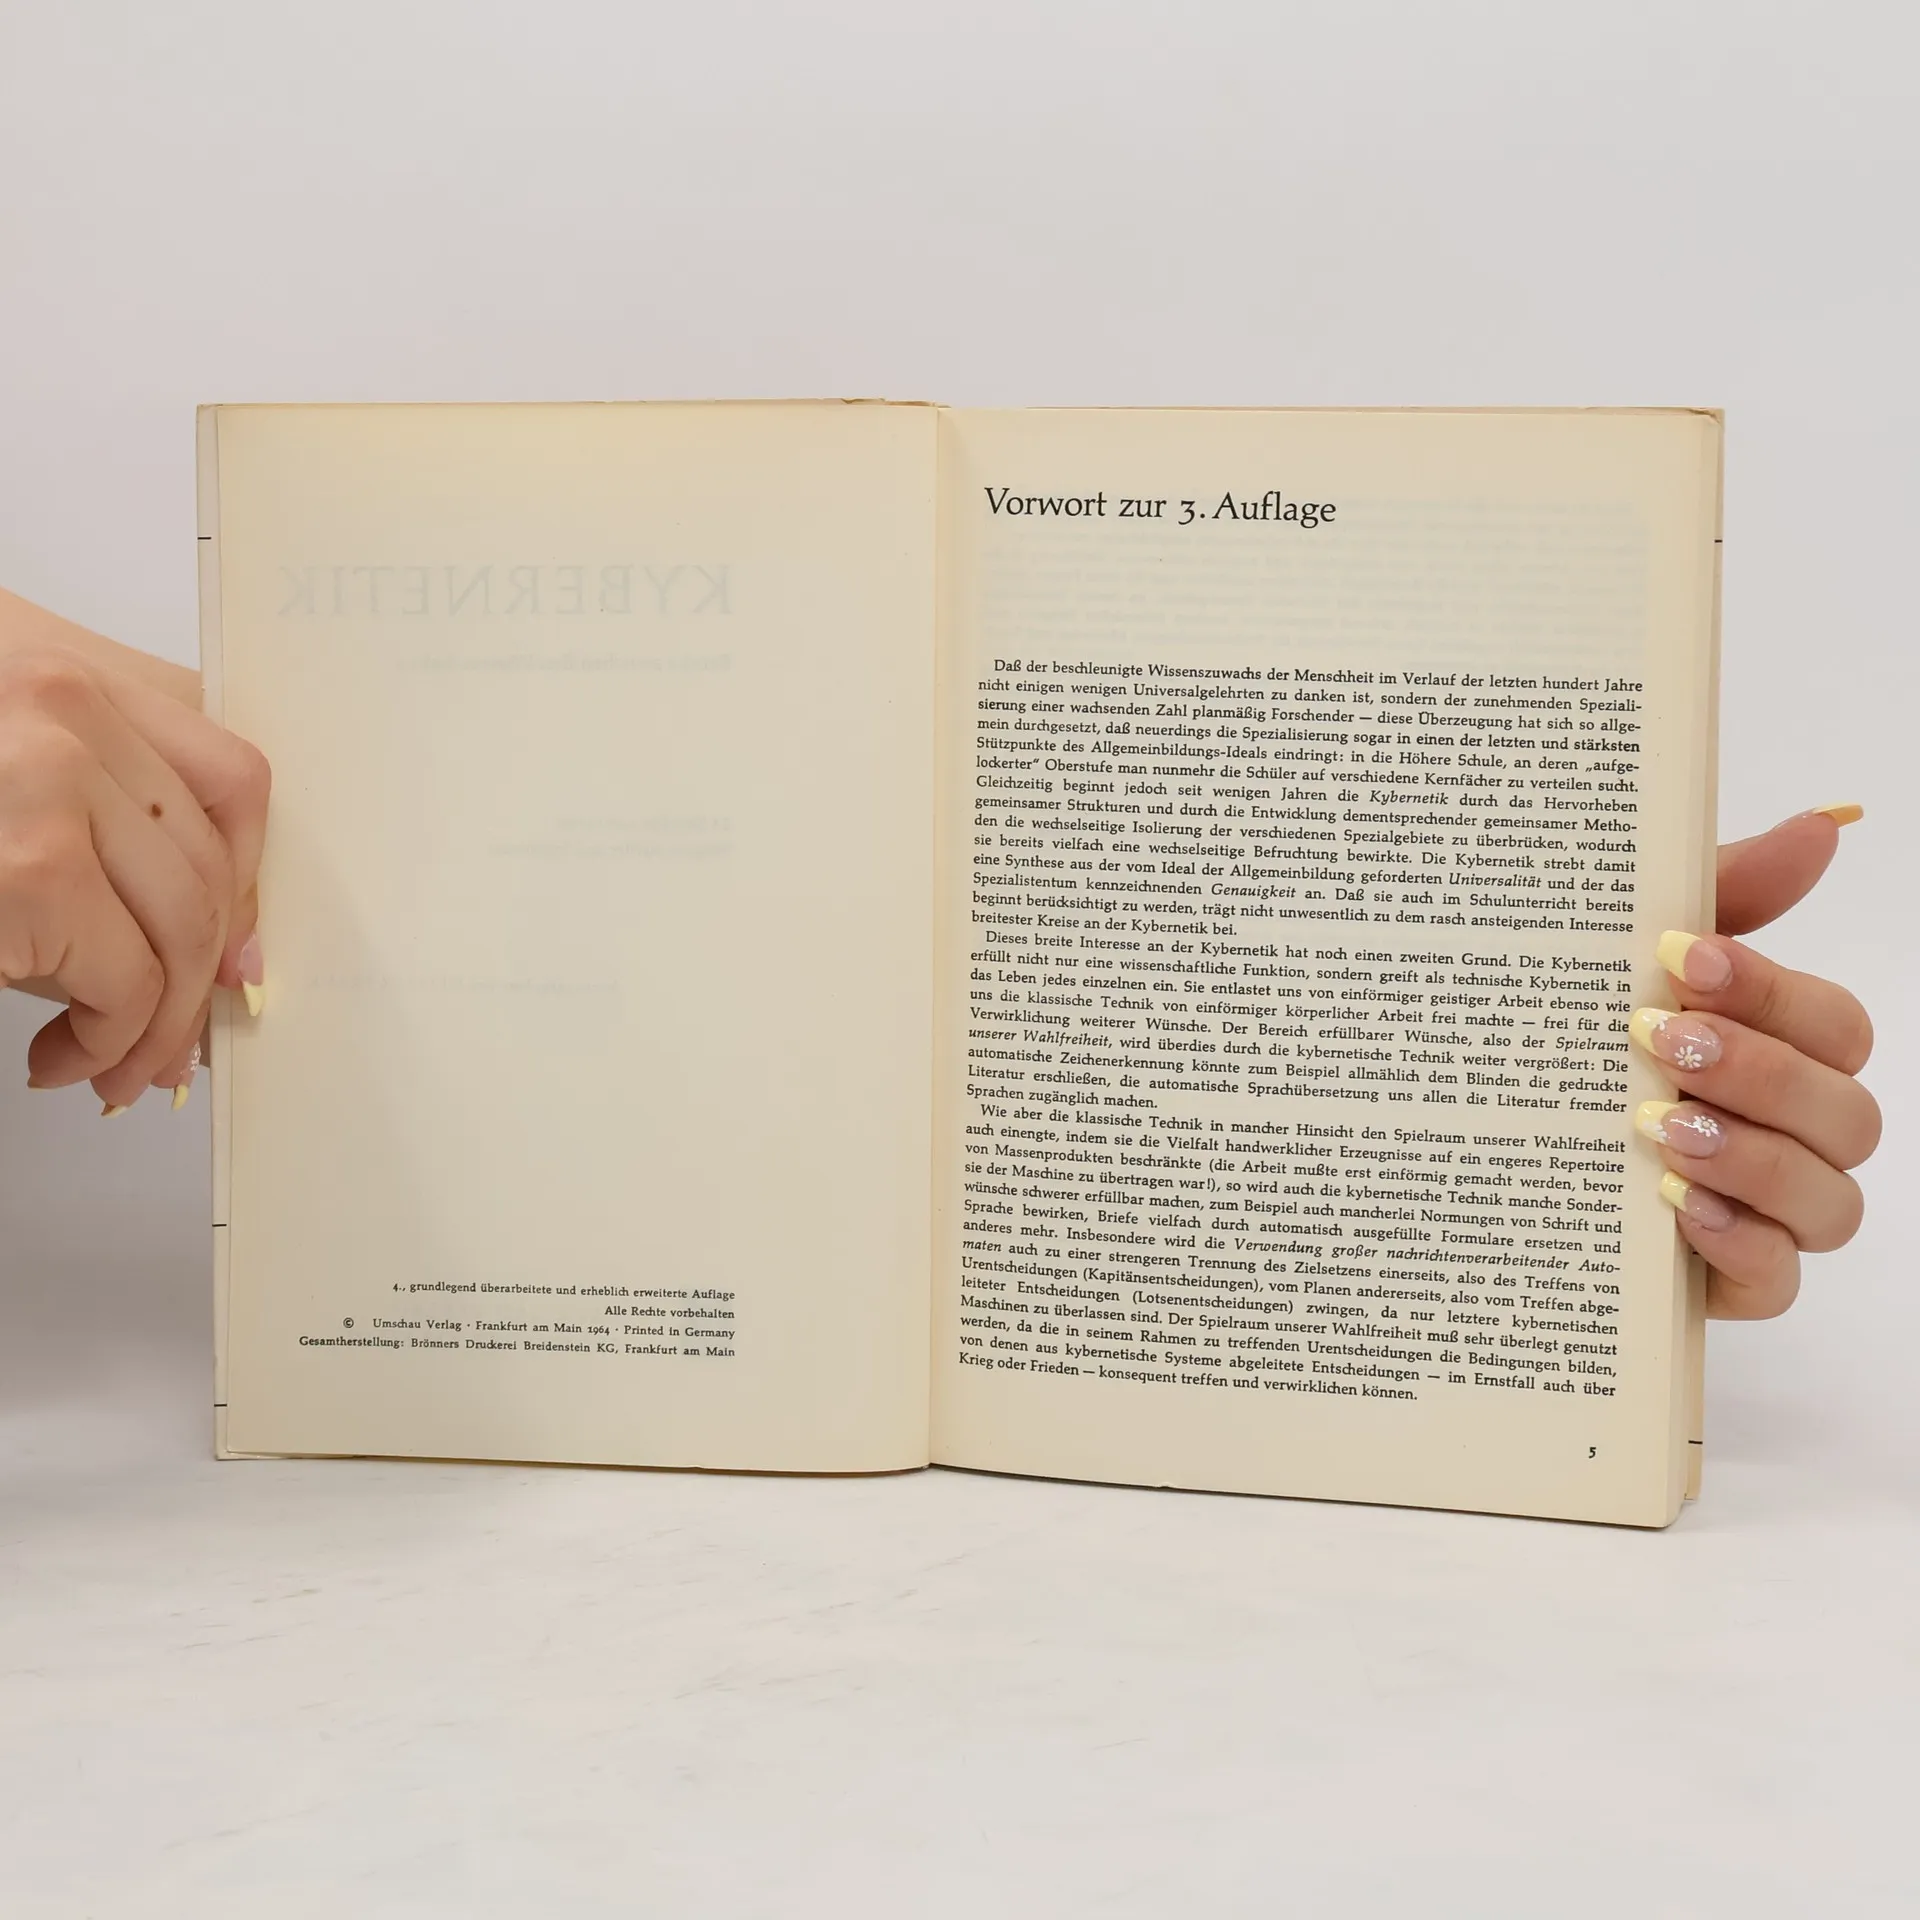 KYBERNETIK
4., grundlegend überarbeitete und erheblich erweiterte Auflage
Alle Rechte vorbehalten
© Umschau Verlag · Frankfurt am Main 1964 · Printed in Germany
Gesamtherstellung: Brönners Druckerei Breidenstein KG, Frankfurt am Main
Vorwort zur 3. Auflage
Daß der beschleunigte Wissenszuwachs der Menschheit im Verlauf der letzten hundert Jahre
nicht einigen wenigen Universalgelehrten zu danken ist, sondern der zunehmenden Speziali-
sierung einer wachsenden Zahl planmäßig Forschender — diese Überzeugung hat sich so allge-
mein durchgesetzt, daß neuerdings die Spezialisierung sogar in einen der letzten und stärksten
Stützpunkte des Allgemeinbildungs-Ideals eindringt: in die Höhere Schule, an deren „aufge-
lockerter“ Oberstufe man nunmehr die Schüler auf verschiedene Kernfächer zu verteilen sucht.
Gleichzeitig beginnt jedoch seit wenigen Jahren die Kybernetik durch das Hervorheben
gemeinsamer Strukturen und durch die Entwicklung dementsprechender gemeinsamer Metho-
den die wechselseitige Isolierung der verschiedenen Spezialgebiete zu überbrücken, wodurch
sie bereits vielfach eine wechselseitige Befruchtung bewirkte. Die Kybernetik strebt damit
eine Synthese aus der vom Ideal der Allgemeinbildung geforderten Universalität und der das
Spezialistentum kennzeichnenden Genauigkeit an. Daß sie auch im Schulunterricht bereits
beginnt berücksichtigt zu werden, trägt nicht unwesentlich zu dem rasch ansteigenden Interesse
breitester Kreise an der Kybernetik bei.
Dieses breite Interesse an der Kybernetik hat noch einen zweiten Grund. Die Kybernetik
erfüllt nicht nur eine wissenschaftliche Funktion, sondern greift als technische Kybernetik in
das Leben jedes einzelnen ein. Sie entlastet uns von einförmiger geistiger Arbeit ebenso wie
uns die klassische Technik von einförmiger körperlicher Arbeit frei machte — frei für die
Verwirklichung weiterer Wünsche. Der Bereich erfüllbarer Wünsche, also der Spielraum
unserer Wahlfreiheit, wird überdies durch die kybernetische Technik weiter vergrößert: Die
automatische Zeichenerkennung könnte zum Beispiel allmählich dem Blinden die gedruckte
Literatur erschließen, die automatische Sprachübersetzung uns allen die Literatur fremder
Sprachen zugänglich machen.
Wie aber die klassische Technik in mancher Hinsicht den Spielraum unserer Wahlfreiheit
auch einengte, indem sie die Vielfalt handwerklicher Erzeugnisse auf ein engeres Repertoire
von Massenprodukten beschränkte (die Arbeit mußte erst einförmig gemacht werden, bevor
sie der Maschine zu übertragen war!), so wird auch die kybernetische Technik manche Sonder-
wünsche schwerer erfüllbar machen, zum Beispiel auch mancherlei Normungen von Schrift und
Sprache bewirken, Briefe vielfach durch automatisch ausgefüllte Formulare ersetzen und
anderes mehr. Insbesondere wird die Verwendung großer nachrichtenverarbeitender Auto-
maten auch zu einer strengeren Trennung des Zielsetzens einerseits, also des Treffens von
Urentscheidungen (Kapitänsentscheidungen), vom Planen andererseits, also vom Treffen abge-
leiteter Entscheidungen (Lotsenentscheidungen) zwingen, da nur letztere kybernetischen
Maschinen zu überlassen sind. Der Spielraum unserer Wahlfreiheit muß sehr überlegt genutzt
werden, da die in seinem Rahmen zu treffenden Urentscheidungen die Bedingungen bilden,
von denen aus kybernetische Systeme abgeleitete Entscheidungen — im Ernstfall auch über
Krieg oder Frieden — konsequent treffen und verwirklichen können.
5